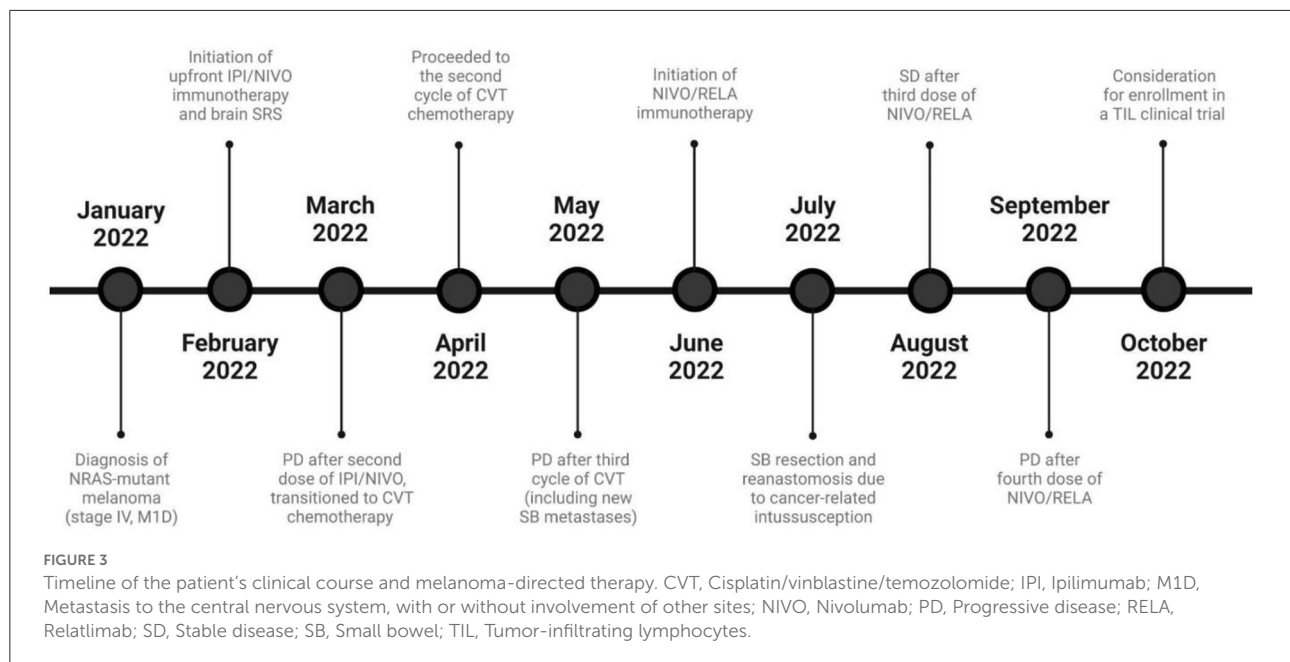 Initiation of
upfront IPI/NIVO
immunotherapy
and brain SRS
Proceeded to
the second
cycle of CVT
chemotherapy
Initiation of
NIVO/RELA
immunotherapy
SD after
third dose of
NIVO/RELA
Consideration
for enrollment in
a TIL clinical trial
January
2022
March
2022
May
2022
July
2022
September
2022
February
2022
April
2022
June
2022
August
2022
October
2022
Diagnosis of
NRAS-mutant
melanoma
(stage IV, M1D)
PD after second
dose of IPI/NIVO,
transitioned to CVT
chemotherapy
PD after third
cycle of CVT
(including new
SB metastases)
SB resection and
reanastomosis due
to cancer-related
intussusception
PD after
fourth dose of
NIVO/RELA
FIGURE 3
Timeline of the patient’s clinical course and melanoma-directed therapy. CVT, Cisplatin/vinblastine/temozolomide; IPI, Ipilimumab; M1D,
Metastasis to the central nervous system, with or without involvement of other sites; NIVO, Nivolumab; PD, Progressive disease; RELA,
Relatlimab; SD, Stable disease; SB, Small bowel; TIL, Tumor-infiltrating lymphocytes.